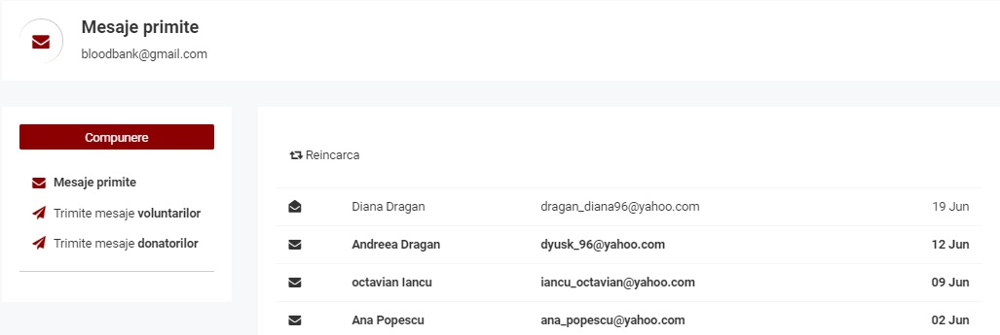 Mesaje primite
bloodbank@gmail.com
Compunere
Mesaje primite
Trimite mesaje voluntarilor
Trimite mesaje donatorilor
Reincarca
Diana Dragan dragan_diana96@yahoo.com 19 Jun
Andreea Dragan dyusk_96@yahoo.com 12 Jun
octavian Iancu iancu_octavian@yahoo.com 09 Jun
Ana Popescu ana_popescu@yahoo.com 02 Jun